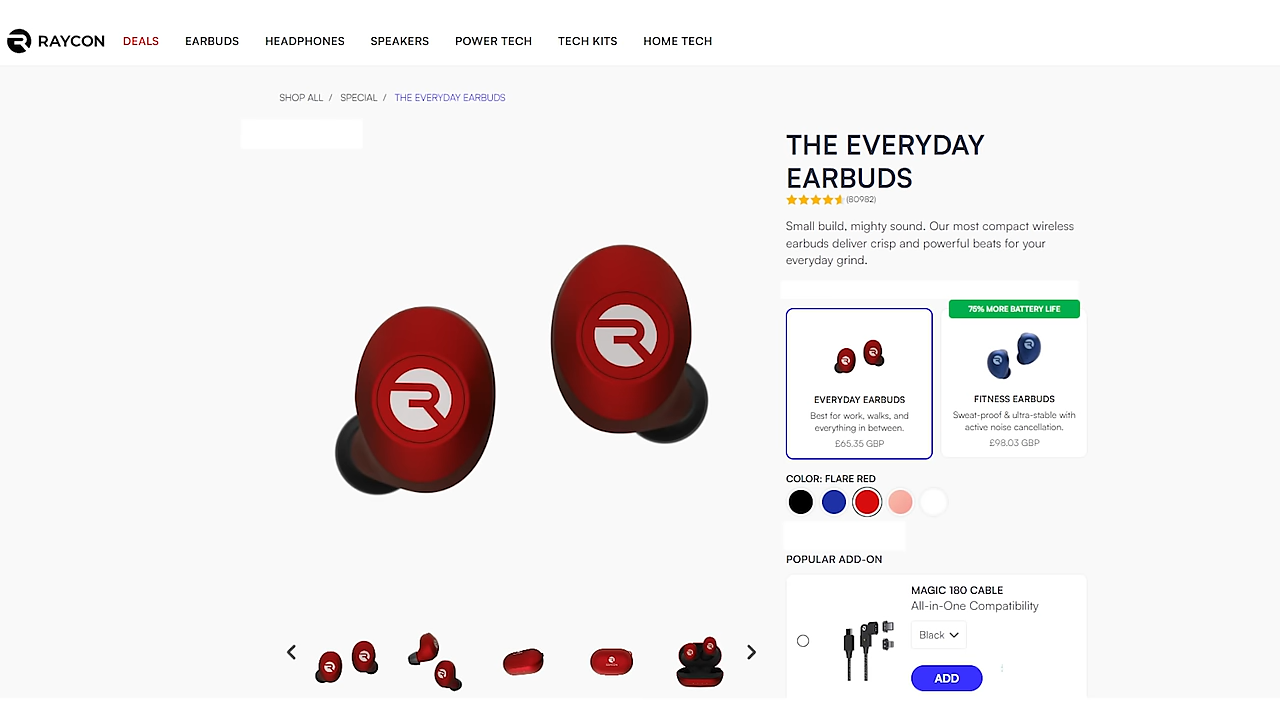 RAYCON
DEALS
EARBUDS
HEADPHONES
SPEAKERS
POWER TECH
TECH KITS
HOME TECH
SHOP ALL / SPECIAL / THE EVERYDAY EARBUDS
THE EVERYDAY
EARBUDS
(80982)
Small build, mighty sound. Our most compact wireless
earbuds deliver crisp and powerful beats for your
everyday grind.
EVERYDAY EARBUDS
Best for work, walks, and
everything in between.
£65.35 GBP
75% MORE BATTERY LIFE
FITNESS EARBUDS
Sweat-proof & ultra-stable with
active noise cancellation.
£98.03 GBP
COLOR: FLARE RED
POPULAR ADD-ON
MAGIC 180 CABLE
All-in-One Compatibility
Black
ADD